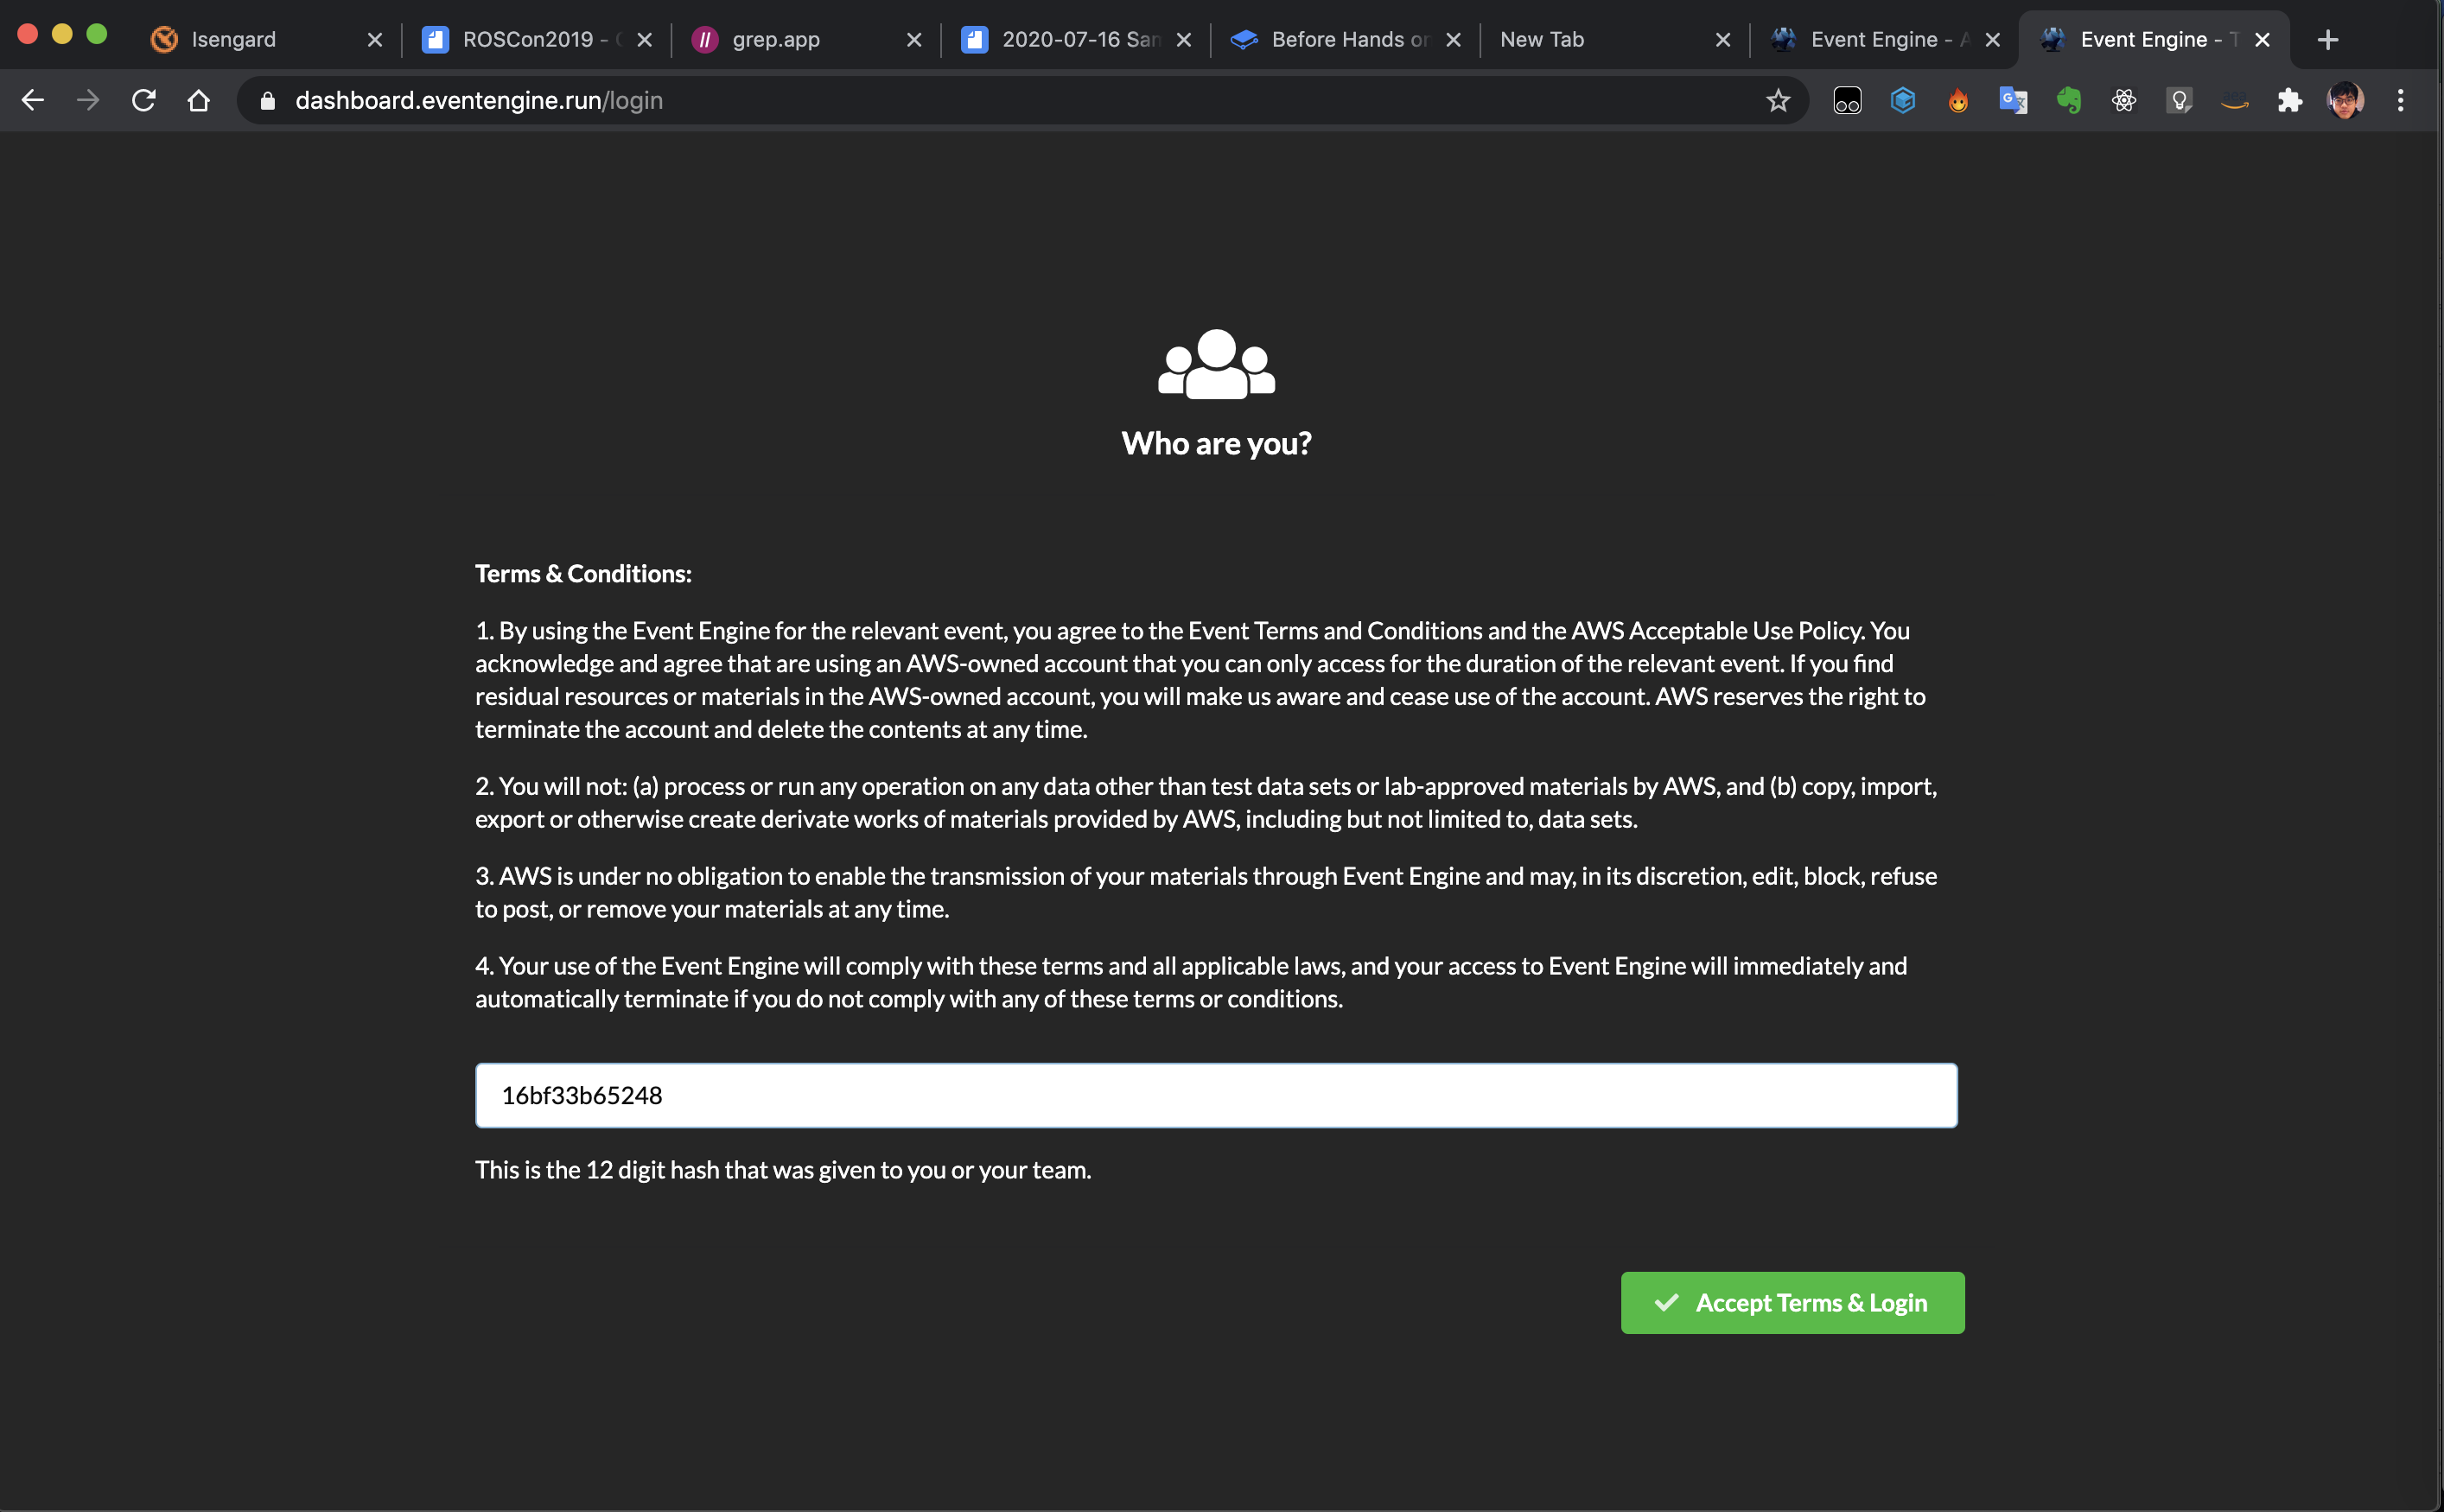 Isengard
ROSCon2019 -
grep.app
2020-07-16 San
Before Hands on
New Tab
Event Engine - A
Event Engine - T
dashboard.eventengine.run/login
Who are you?
Terms & Conditions:
1. By using the Event Engine for the relevant event, you agree to the Event Terms and Conditions and the AWS Acceptable Use Policy. You
acknowledge and agree that are using an AWS-owned account that you can only access for the duration of the relevant event. If you find
residual resources or materials in the AWS-owned account, you will make us aware and cease use of the account. AWS reserves the right to
terminate the account and delete the contents at any time.
2. You will not: (a) process or run any operation on any data other than test data sets or lab-approved materials by AWS, and (b) copy, import,
export or otherwise create derivate works of materials provided by AWS, including but not limited to, data sets.
3. AWS is under no obligation to enable the transmission of your materials through Event Engine and may, in its discretion, edit, block, refuse
to post, or remove your materials at any time.
4. Your use of the Event Engine will comply with these terms and all applicable laws, and your access to Event Engine will immediately and
automatically terminate if you do not comply with any of these terms or conditions.
16bf33b65248
This is the 12 digit hash that was given to you or your team.
Accept Terms & Login